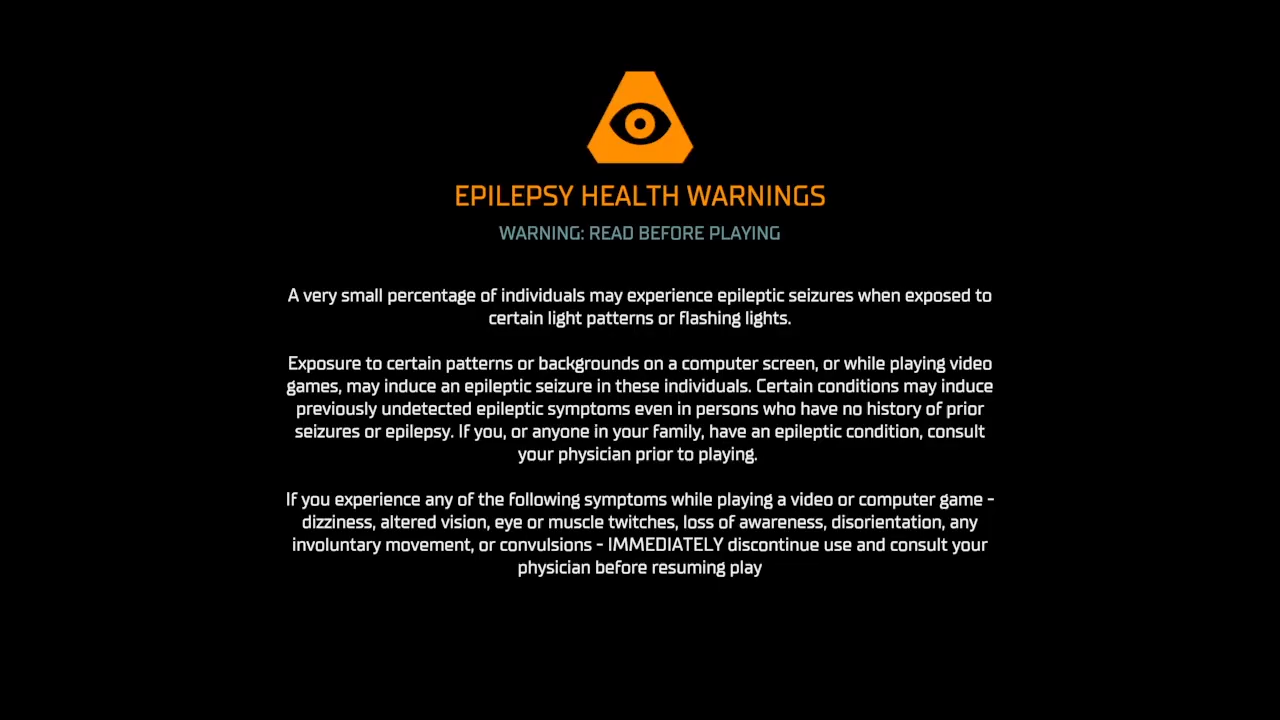 EPILEPSY HEALTH WARNINGS
WARNING: READ BEFORE PLAYING
A very small percentage of individuals may experience epileptic seizures when exposed to
certain light patterns or flashing lights.
Exposure to certain patterns or backgrounds on a computer screen, or while playing video
games, may induce an epileptic seizure in these individuals. Certain conditions may induce
previously undetected epileptic symptoms even in persons who have no history of prior
seizures or epilepsy. If you, or anyone in your family, have an epileptic condition, consult
your physician prior to playing.
If you experience any of the following symptoms while playing a video or computer game -
dizziness, altered vision, eye or muscle twitches, loss of awareness, disorientation, any
involuntary movement, or convulsions - IMMEDIATELY discontinue use and consult your
physician before resuming play